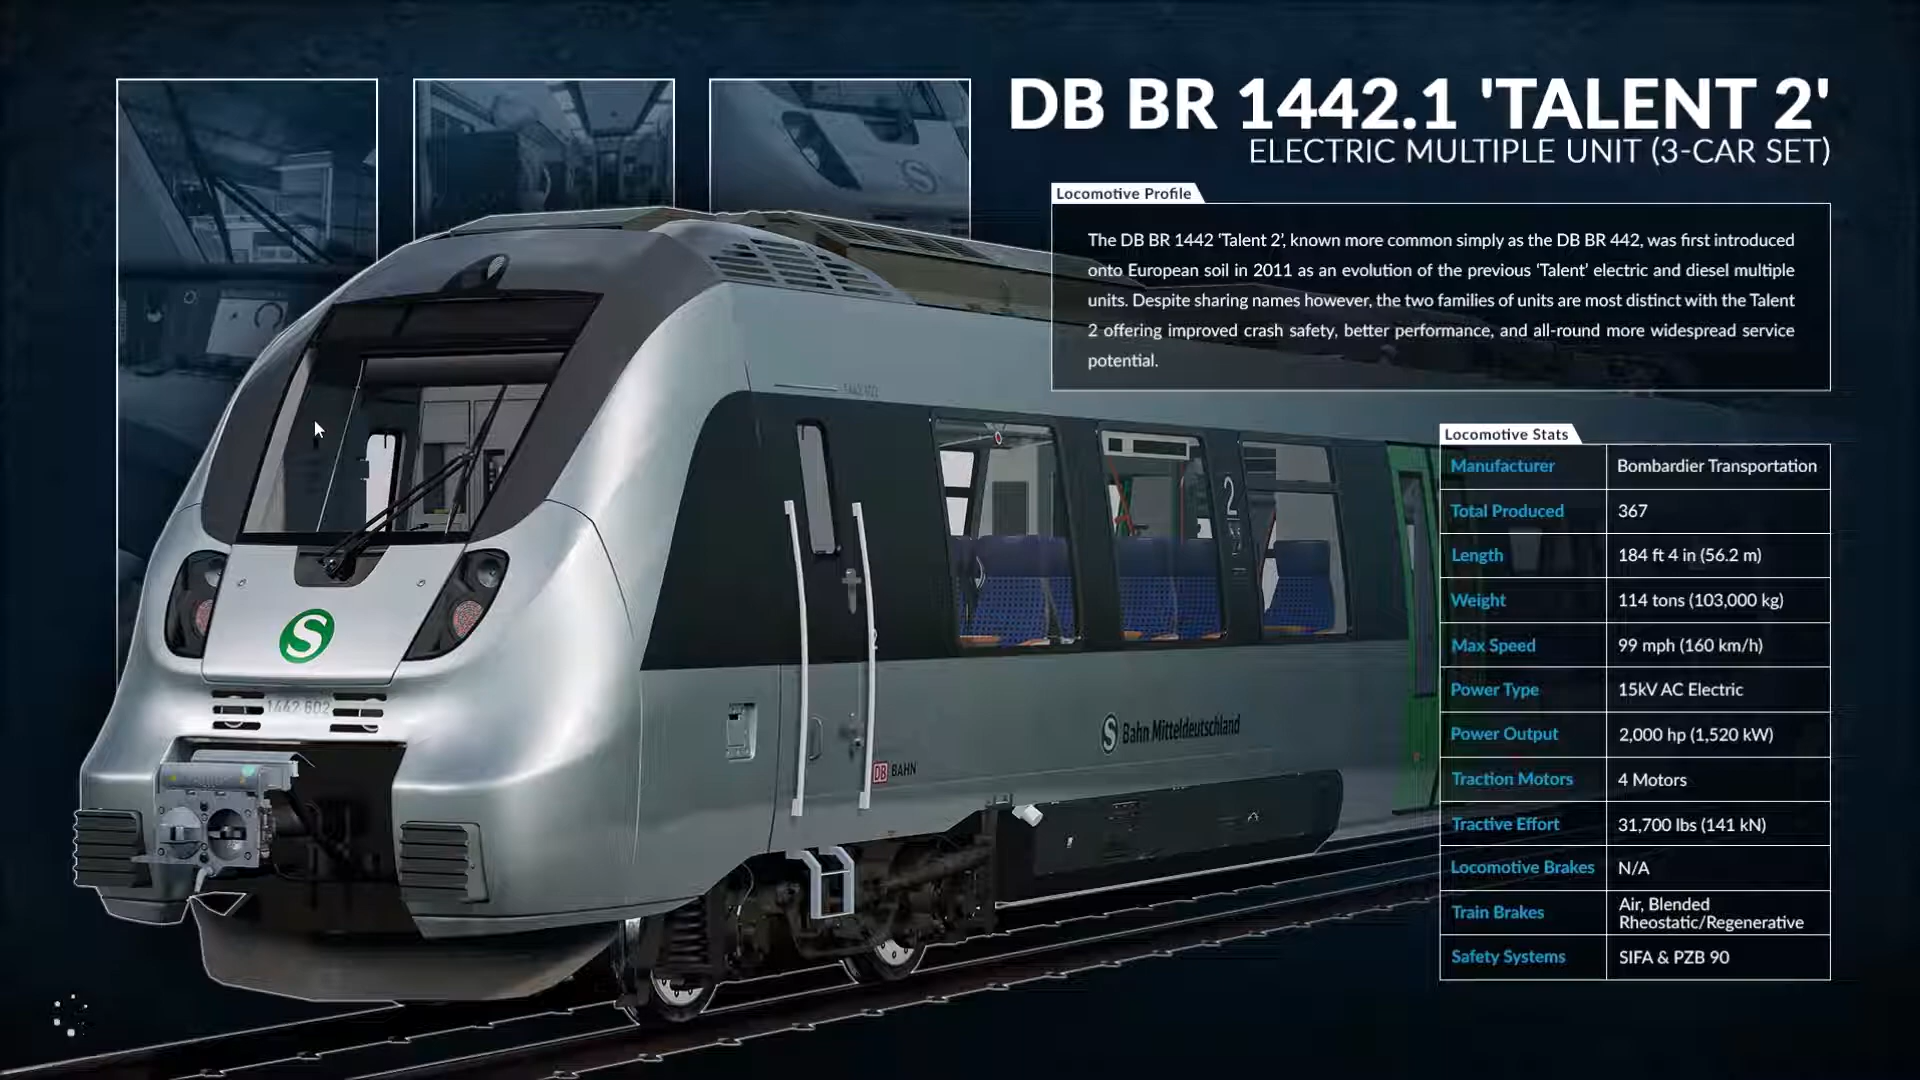 DB BR 1442.1 'TALENT 2'
ELECTRIC MULTIPLE UNIT (3-CAR SET)
Locomotive Profile
The DB BR 1442 'Talent 2', known more common simply as the DB BR 442, was first introduced
onto European soil in 2011 as an evolution of the previous 'Talent' electric and diesel multiple
units. Despite sharing names however, the two families of units are most distinct with the Talent
2 offering improved crash safety, better performance, and all-round more widespread service
potential.
Locomotive Stats
Manufacturer Bombardier Transportation
Total Produced 367
Length 184 ft 4 in (56.2 m)
Weight 114 tons (103,000 kg)
Max Speed 99 mph (160 km/h)
Power Type 15kV AC Electric
Power Output 2,000 hp (1,520 kW)
Traction Motors 4 Motors
Tractive Effort 31,700 lbs (141 kN)
Locomotive Brakes N/A
Train Brakes Air, Blended
Rheostatic/Regenerative
Safety Systems SIFA & PZB 90
S
1442 602
2
S Bahn Mitteldeutschland
DB BAHN